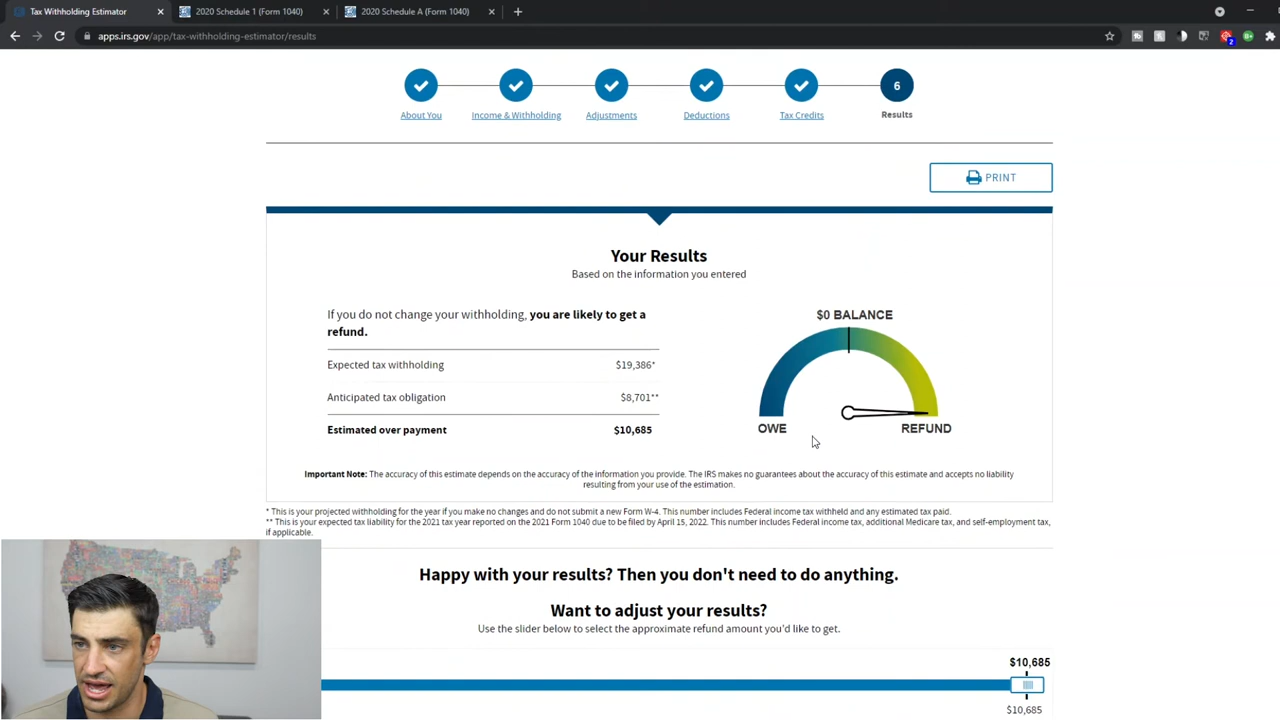 Tax Withholding Estimator
2020 Schedule 1 (Form 1040)
2020 Schedule A (Form 1040)
apps.irs.gov/app/tax-withholding-estimator/results
2
6
About You
Income & Withholding
Adjustments
Deductions
Tax Credits
Results
PRINT
Your Results
Based on the information you entered
If you do not change your withholding, you are likely to get a
refund.
Expected tax withholding $19,386*
Anticipated tax obligation $8,701**
Estimated over payment $10,685
$0 BALANCE
OWE
REFUND
Important Note: The accuracy of this estimate depends on the accuracy of the information you provide. The IRS makes no guarantees about the accuracy of this estimate and accepts no liability
resulting from your use of the estimation.
* This is your projected withholding for the year if you make no changes and do not submit a new Form W-4. This number includes Federal income tax withheld and any estimated tax paid.
** This is your expected tax liability for the 2021 tax year reported on the 2021 Form 1040 due to be filed by April 15, 2022. This number includes Federal income tax, additional Medicare tax, and self-employment tax,
if applicable.
Happy with your results? Then you don't need to do anything.
Want to adjust your results?
Use the slider below to select the approximate refund amount you'd like to get.
$10,685
$10,685